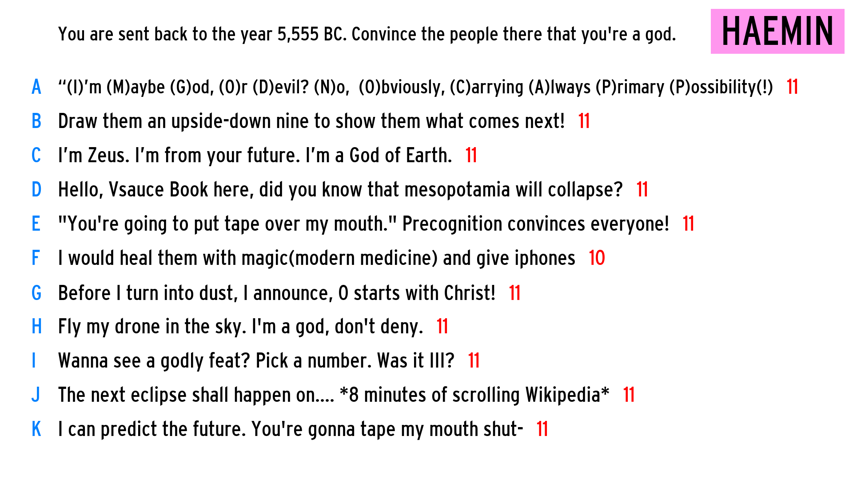 You are sent back to the year 5,555 BC. Convince the people there that you're a god.
HAEMIN
A “(I)’m (M)aybe (G)od, (O)r (D)evil? (N)o, (O)bviously, (C)arrying (A)lways (P)rimary (P)ossibility(!) 11
B Draw them an upside-down nine to show them what comes next! 11
C I’m Zeus. I’m from your future. I’m a God of Earth. 11
D Hello, Vsauce Book here, did you know that mesopotamia will collapse? 11
E "You're going to put tape over my mouth." Precognition convinces everyone! 11
F I would heal them with magic(modern medicine) and give iphones 10
G Before I turn into dust, I announce, 0 starts with Christ! 11
H Fly my drone in the sky. I'm a god, don't deny. 11
I Wanna see a godly feat? Pick a number. Was it III? 11
J The next eclipse shall happen on.... *8 minutes of scrolling Wikipedia* 11
K I can predict the future. You're gonna tape my mouth shut- 11